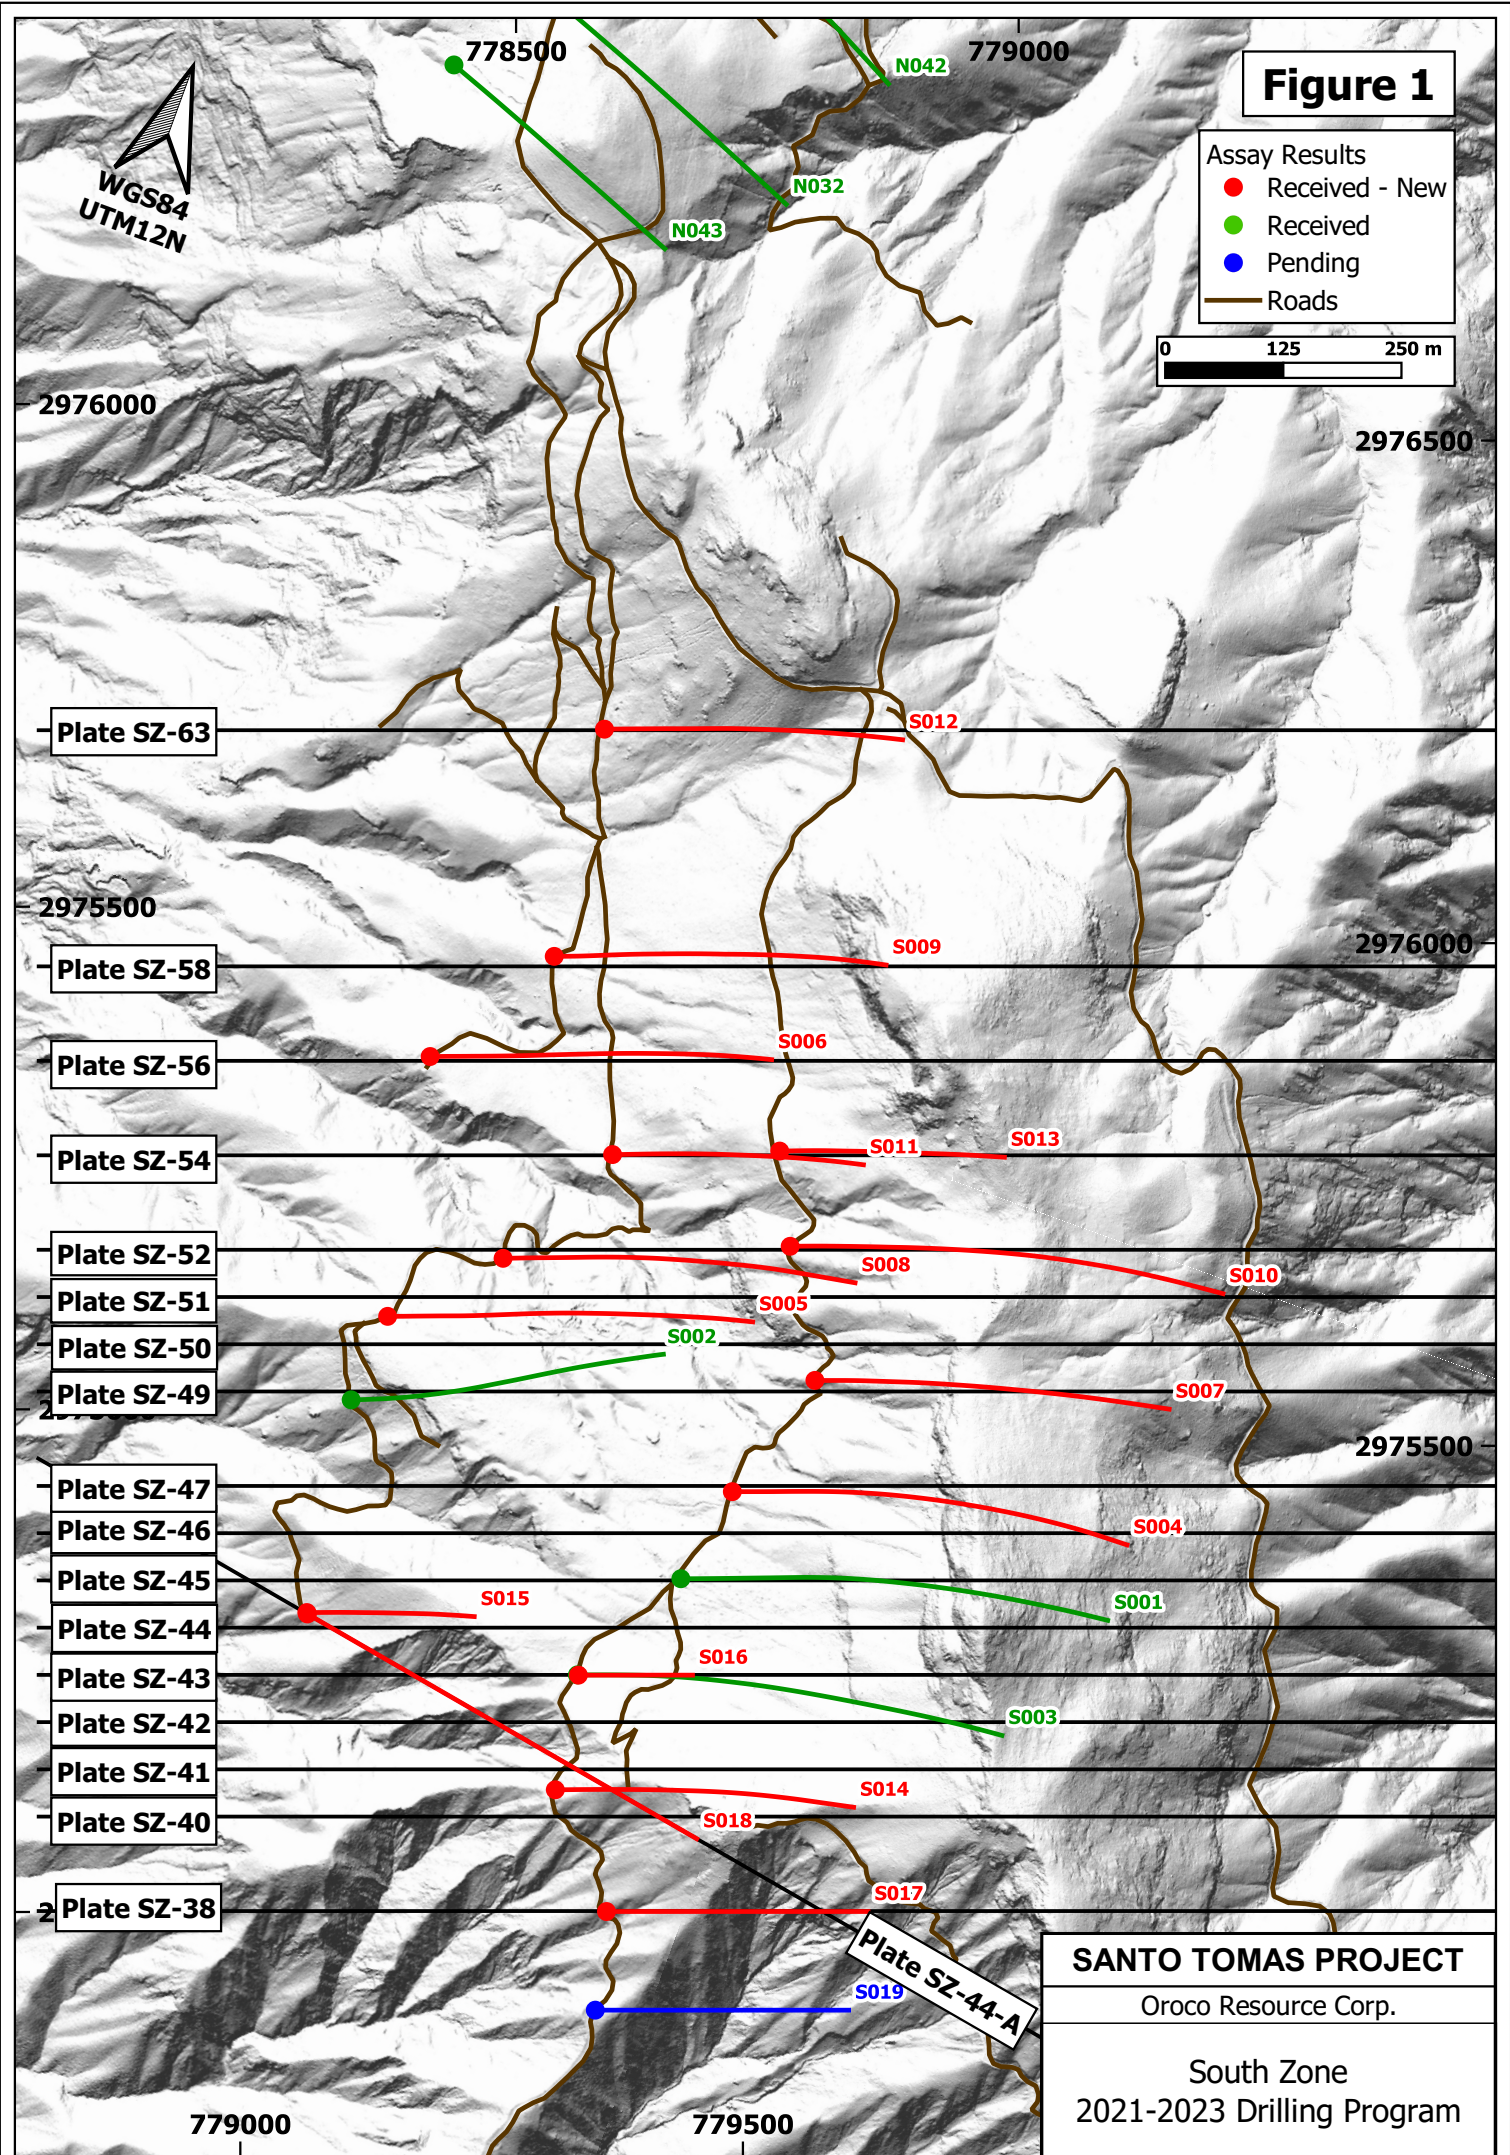 778500
779000
N042
Figure 1
Assay Results
Received - New
Received
Pending
Roads
WGS84
UTM12N
N032
N043
0 125 250 m
2976000
2976500
Plate SZ-63
S012
2975500
S009
2976000
Plate SZ-58
S006
Plate SZ-56
S011
S013
Plate SZ-54
Plate SZ-52
S008
S010
Plate SZ-51
S005
S002
Plate SZ-50
Plate SZ-49
S007
2975500
Plate SZ-47
S004
Plate SZ-46
Plate SZ-45
S015
S001
Plate SZ-44
S016
Plate SZ-43
S003
Plate SZ-42
Plate SZ-41
S014
Plate SZ-40
S018
S017
Plate SZ-38
Plate SZ-44-A
S019
SANTO TOMAS PROJECT
Oroco Resource Corp.
South Zone
2021-2023 Drilling Program
779000
779500